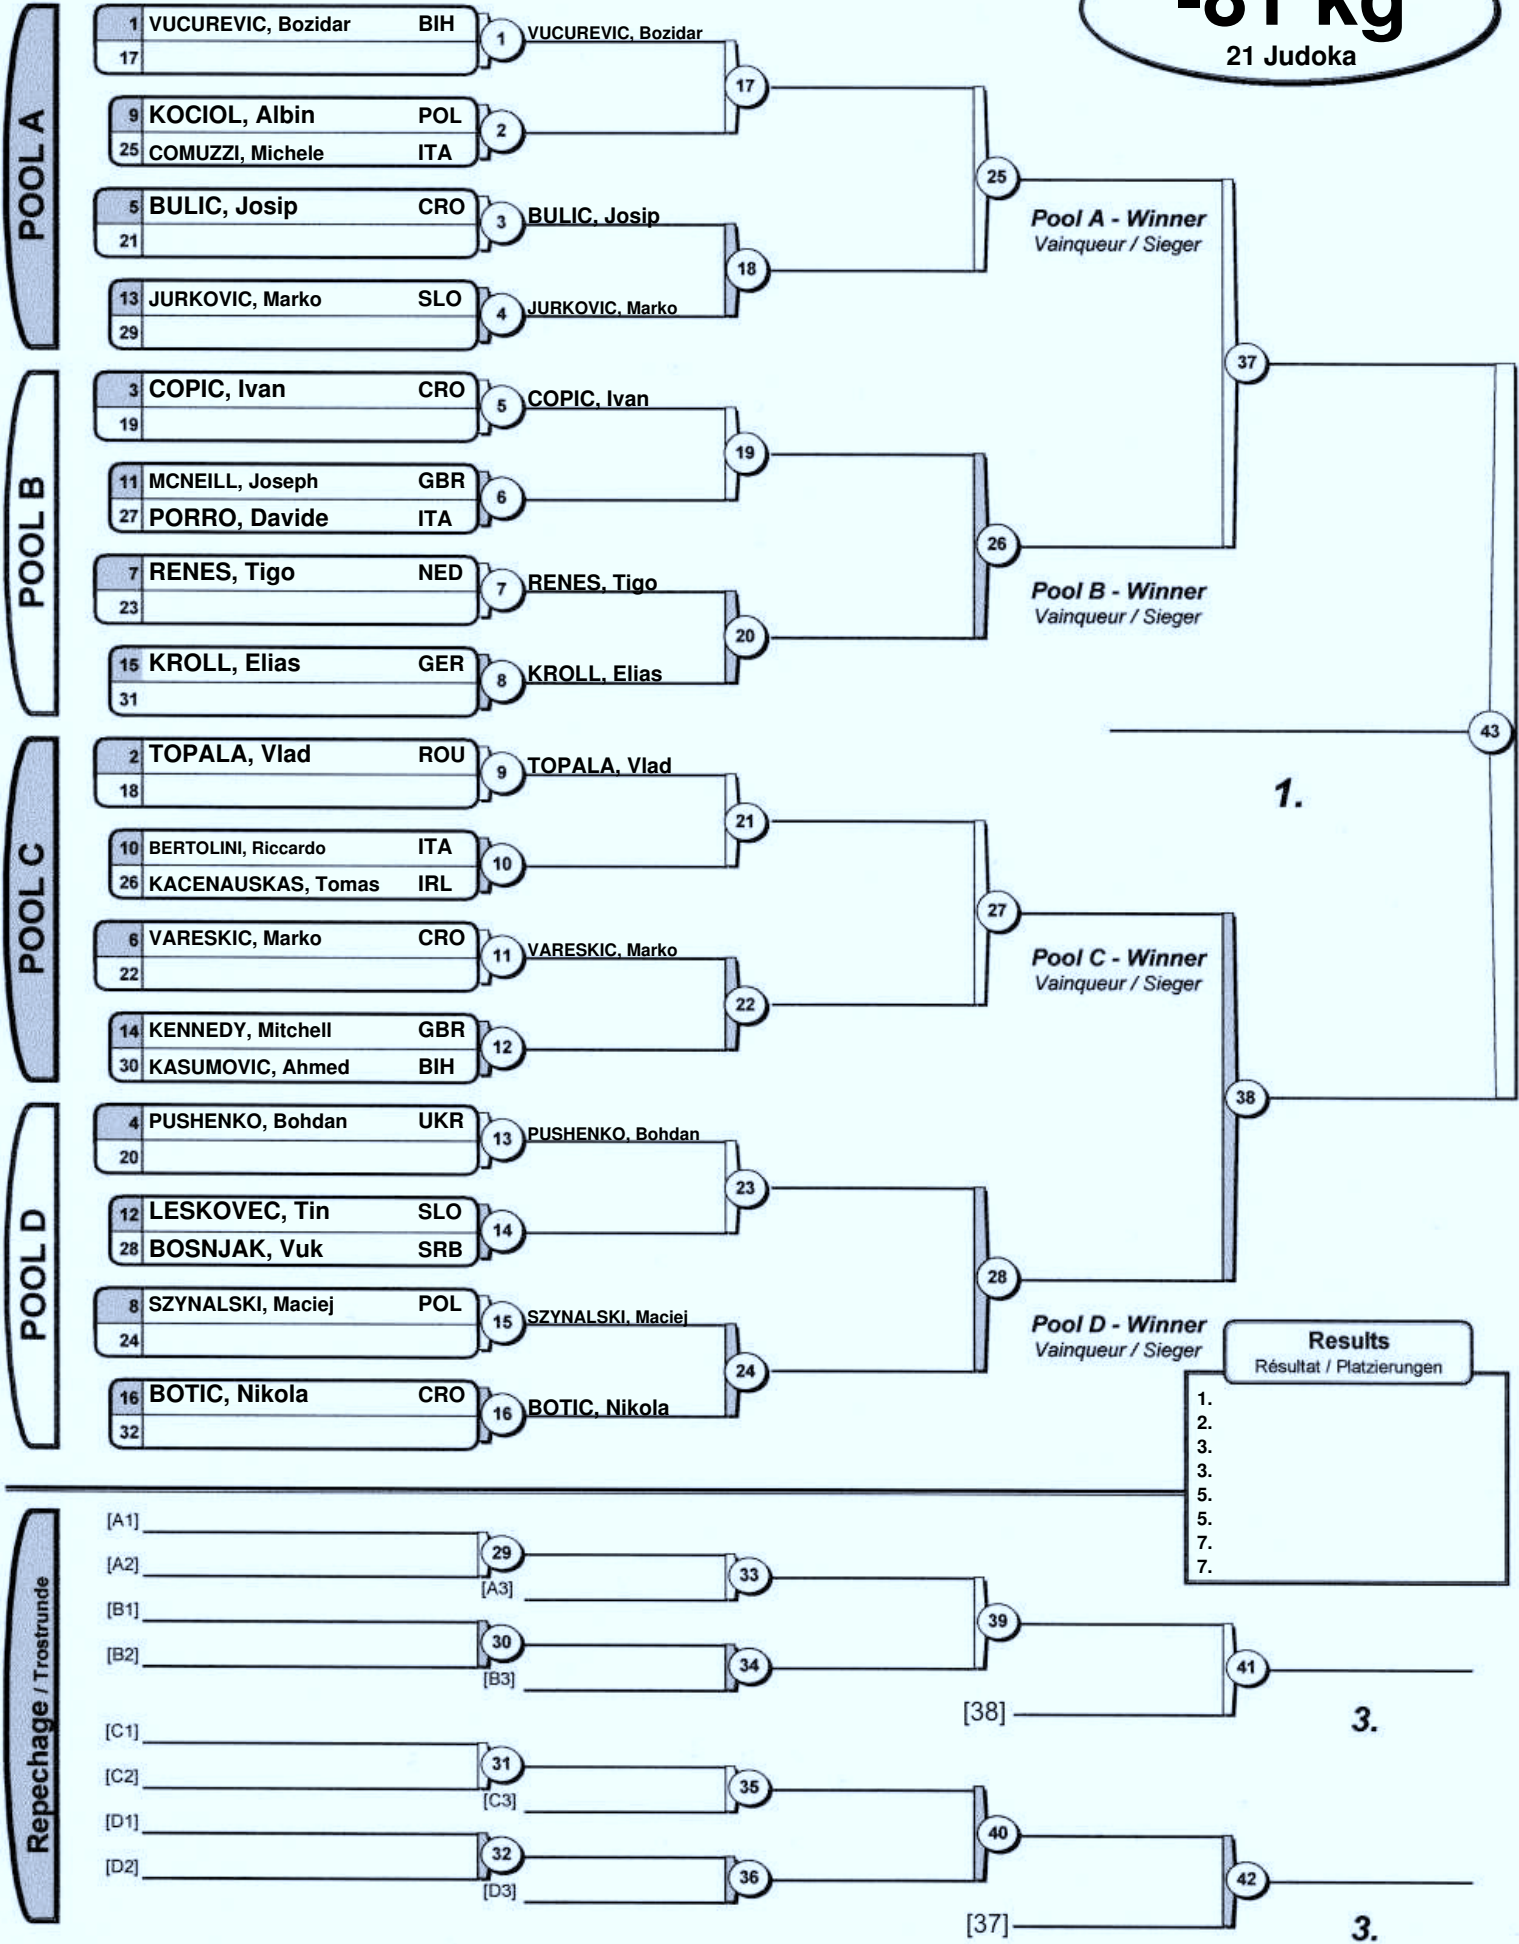 -81 kg
21 Judoka
POOL A
1 VUCUREVIC, Bozidar BIH
17
1 VUCUREVIC, Bozidar
17
9 KOCIOL, Albin POL
25 COMUZZI, Michele ITA
2
25
5 BULIC, Josip CRO
21
3 BULIC, Josip
18
Pool A - Winner
Vainqueur / Sieger
13 JURKOVIC, Marko SLO
29
4 JURKOVIC, Marko
37
POOL B
3 COPIC, Ivan CRO
19
5 COPIC, Ivan
19
11 MCNEILL, Joseph GBR
27 PORRO, Davide ITA
6
26
7 RENES, Tigo NED
23
7 RENES, Tigo
20
Pool B - Winner
Vainqueur / Sieger
15 KROLL, Elias GER
31
8 KROLL, Elias
43
1.
POOL C
2 TOPALA, Vlad ROU
18
9 TOPALA, Vlad
21
10 BERTOLINI, Riccardo ITA
26 KACENAUSKAS, Tomas IRL
10
27
6 VARESKIC, Marko CRO
22
11 VARESKIC, Marko
22
Pool C - Winner
Vainqueur / Sieger
14 KENNEDY, Mitchell GBR
30 KASUMOVIC, Ahmed BIH
12
38
POOL D
4 PUSHENKO, Bohdan UKR
20
13 PUSHENKO, Bohdan
23
12 LESKOVEC, Tin SLO
28 BOSNJAK, Vuk SRB
14
28
8 SZYNALSKI, Maciej POL
24
15 SZYNALSKI, Maciej
24
Pool D - Winner
Vainqueur / Sieger
16 BOTIC, Nikola CRO
32
16 BOTIC, Nikola
Results
Résultat / Platzierungen
1.
2.
3.
3.
5.
5.
7.
7.
Repechage / Trostrunde
[A1]
[A2]
29
[A3]
33
[B1]
[B2]
30
[B3]
34
39
[38]
41
3.
[C1]
[C2]
31
[C3]
35
[D1]
[D2]
32
[D3]
36
40
[37]
42
3.